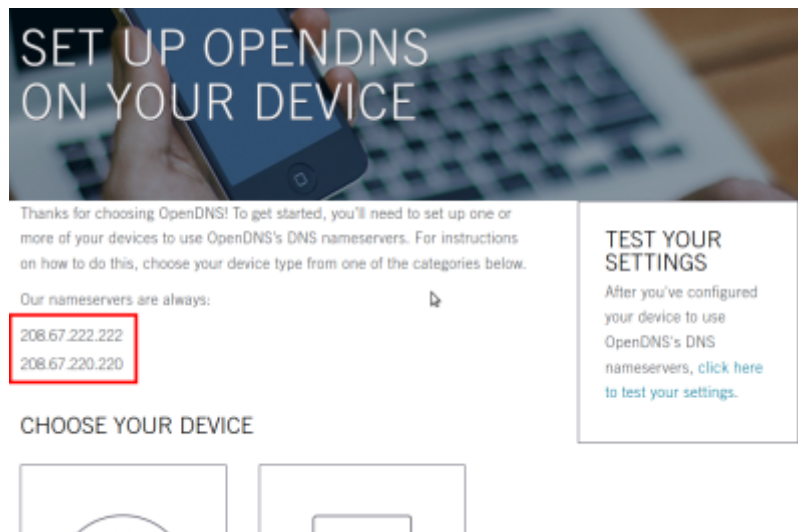 SET UP OPENDNS
ON YOUR DEVICE
Thanks for choosing OpenDNS! To get started, you'll need to set up one or
more of your devices to use OpenDNS's DNS nameservers. For instructions
on how to do this, choose your device type from one of the categories below.
Our nameservers are always:
208.67.222.222
208.67.220.220
CHOOSE YOUR DEVICE
TEST YOUR
SETTINGS
After you've configured
your device to use
OpenDNS's DNS
nameservers, click here
to test your settings.